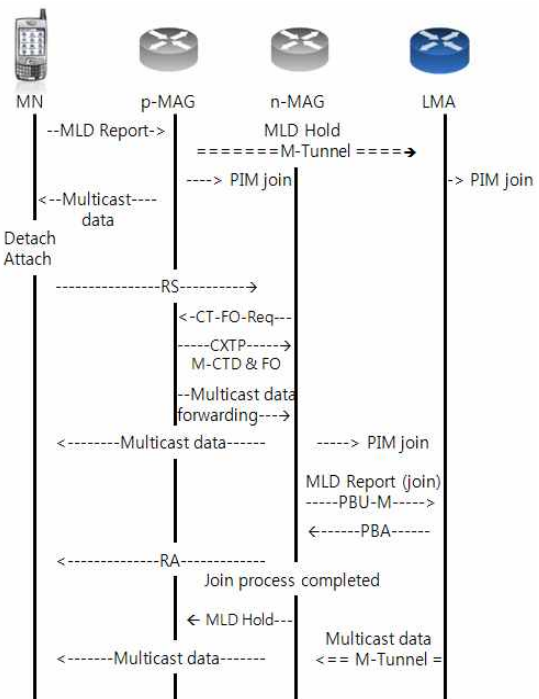 MN p-MAG n-MAG LMA
--MLD Report-> MLD Hold
=======M-Tunnel ====→
----> PIM join -> PIM join
<--Multicast----
data
Detach
Attach
---------------RS----------→
<-CT-FO-Req---
-----CXTP-----→
M-CTD & FO
--Multicast data
forwarding---→
<--------Multicast data------ -----> PIM join
MLD Report (join)
-----PBU-M----->
←------PBA------
<--------------RA-------------
Join process completed
← MLD Hold---
Multicast data
<-------Multicast data------- <== M-Tunnel =